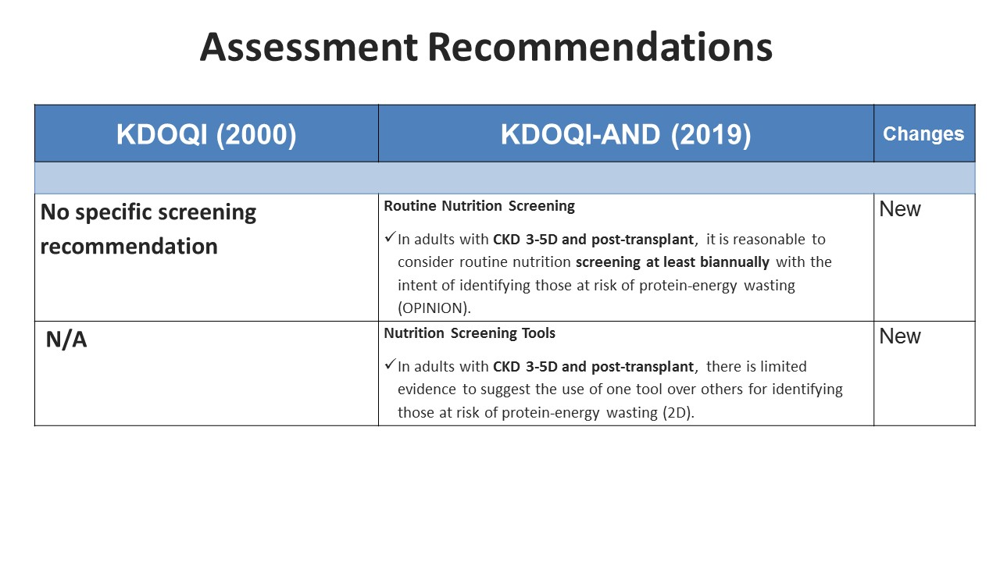 Assessment Recommendations
KDOQI (2000)
KDOQI-AND (2019)
Changes
No specific screening
recommendation
Routine Nutrition Screening
✓In adults with CKD 3-5D and post-transplant, it is reasonable to
consider routine nutrition screening at least biannually with the
intent of identifying those at risk of protein-energy wasting
(OPINION).
New
N/A
Nutrition Screening Tools
✓In adults with CKD 3-5D and post-transplant, there is limited
evidence to suggest the use of one tool over others for identifying
those at risk of protein-energy wasting (2D).
New